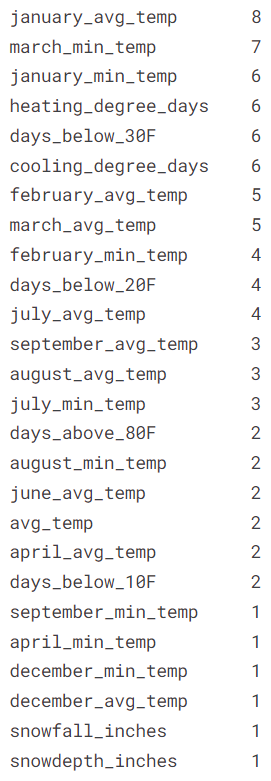 january_avg_temp 8
march_min_temp 7
january_min_temp 6
heating_degree_days 6
days_below_30F 6
cooling_degree_days 6
february_avg_temp 5
march_avg_temp 5
february_min_temp 4
days_below_20F 4
july_avg_temp 4
september_avg_temp 3
august_avg_temp 3
july_min_temp 3
days_above_80F 2
august_min_temp 2
june_avg_temp 2
avg_temp 2
april_avg_temp 2
days_below_10F 2
september_min_temp 1
april_min_temp 1
december_min_temp 1
december_avg_temp 1
snowfall_inches 1
snowdepth_inches 1